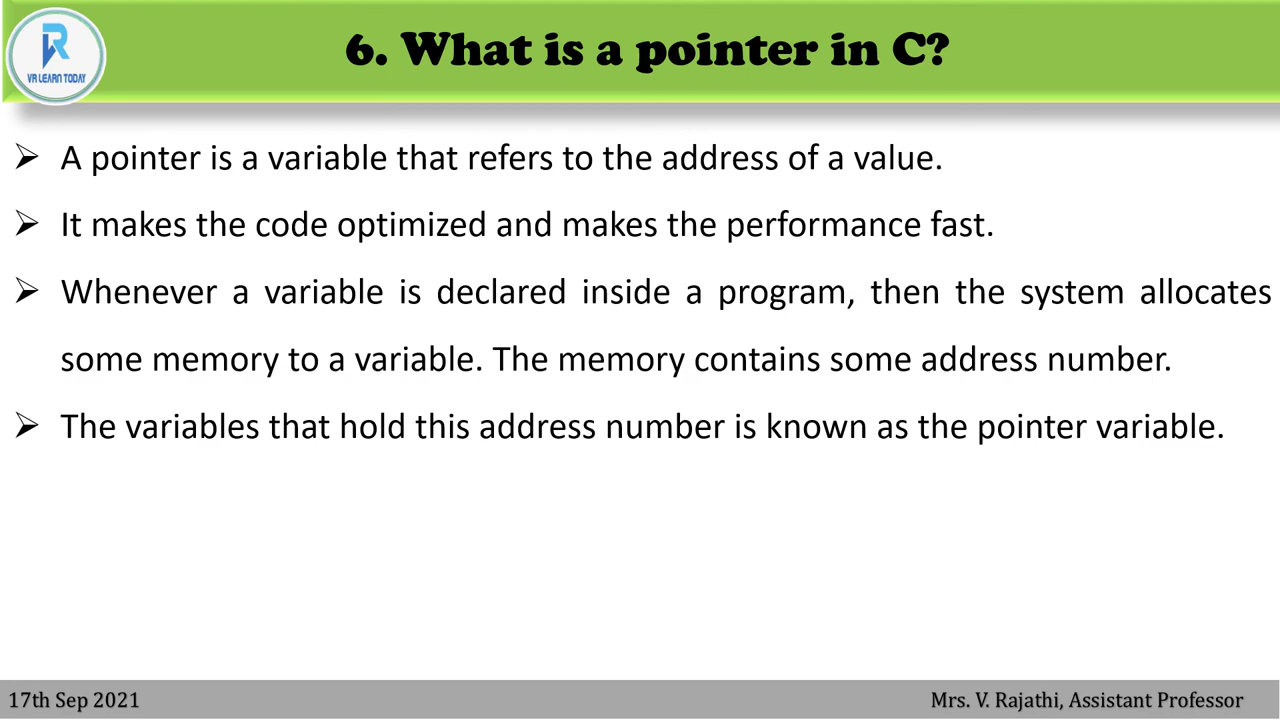 VR LEARN TODAY
6. What is a pointer in C?
➢ A pointer is a variable that refers to the address of a value.
➢ It makes the code optimized and makes the performance fast.
➢ Whenever a variable is declared inside a program, then the system allocates
some memory to a variable. The memory contains some address number.
➢ The variables that hold this address number is known as the pointer variable.
17th Sep 2021
Mrs. V. Rajathi, Assistant Professor